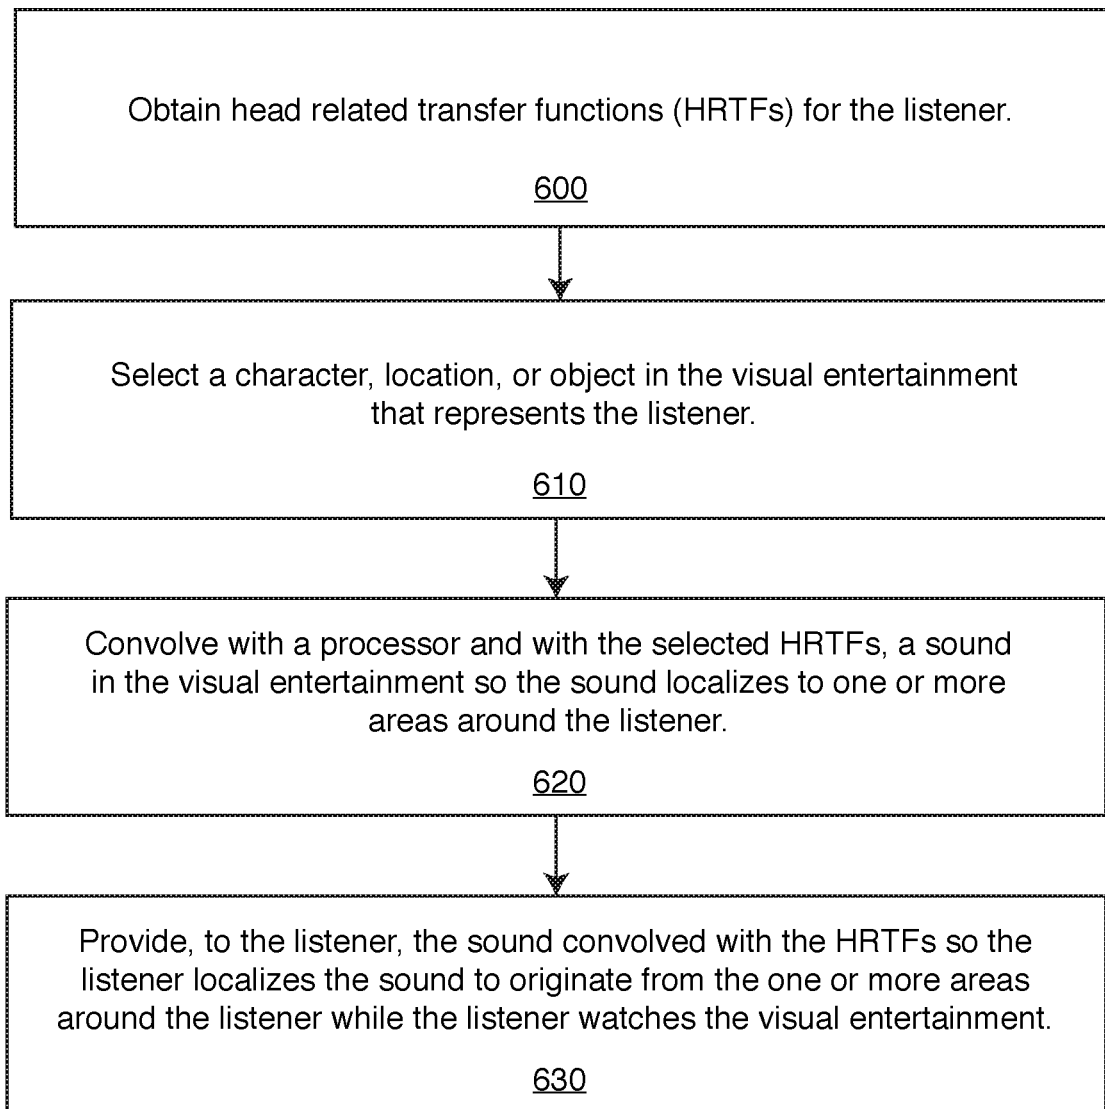 Obtain head related transfer functions (HRTFs) for the listener.
600
Select a character, location, or object in the visual entertainment
that represents the listener.
610
Convolve with a processor and with the selected HRTFs, a sound
in the visual entertainment so the sound localizes to one or more
areas around the listener.
620
Provide, to the listener, the sound convolved with the HRTFs so the
listener localizes the sound to originate from the one or more areas
around the listener while the listener watches the visual entertainment.
630